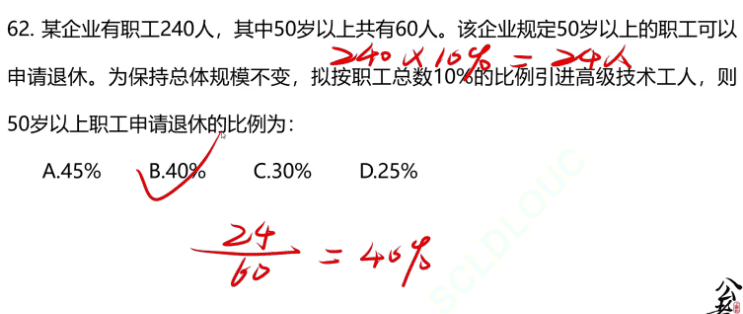 62. 某企业有职工240人，其中50岁以上共有60人。该企业规定50岁以上的职工可以
240×10%=24人
申请退休。为保持总体规模不变，拟按职工总数10%的比例引进高级技术工人，则
50岁以上职工申请退休的比例为：
A.45% B.40% C.30% D.25%
24
60 = 40%
SCLDLOUC
公